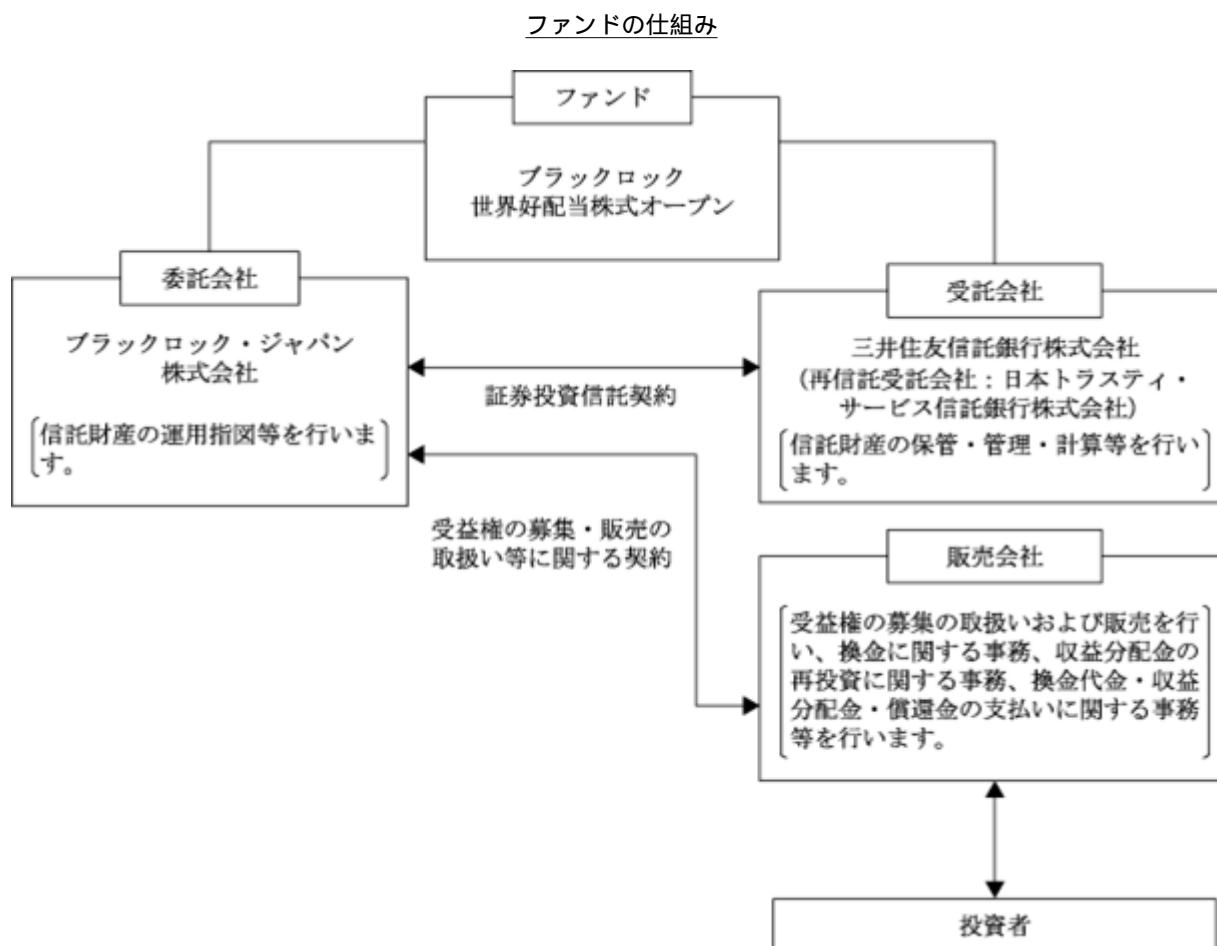 ファンドの仕組み
ファンド
ブラックロック
世界好配当株式オープン
委託会社
ブラックロック・ジャパン
株式会社
信託財産の運用指図等を行いま
す。
証券投資信託契約
受託会社
三井住友信託銀行株式会社
（再信託受託会社：日本トラスティ・
サービス信託銀行株式会社）
信託財産の保管・管理・計算等を行い
ます。
受益権の募集・販売の
取扱い等に関する契約
販売会社
受益権の募集の取扱いおよび販売を行
い、換金に関する事務、収益分配金の
再投資に関する事務、換金代金・収益
分配金・償還金の支払いに関する事務
等を行います。
投資者